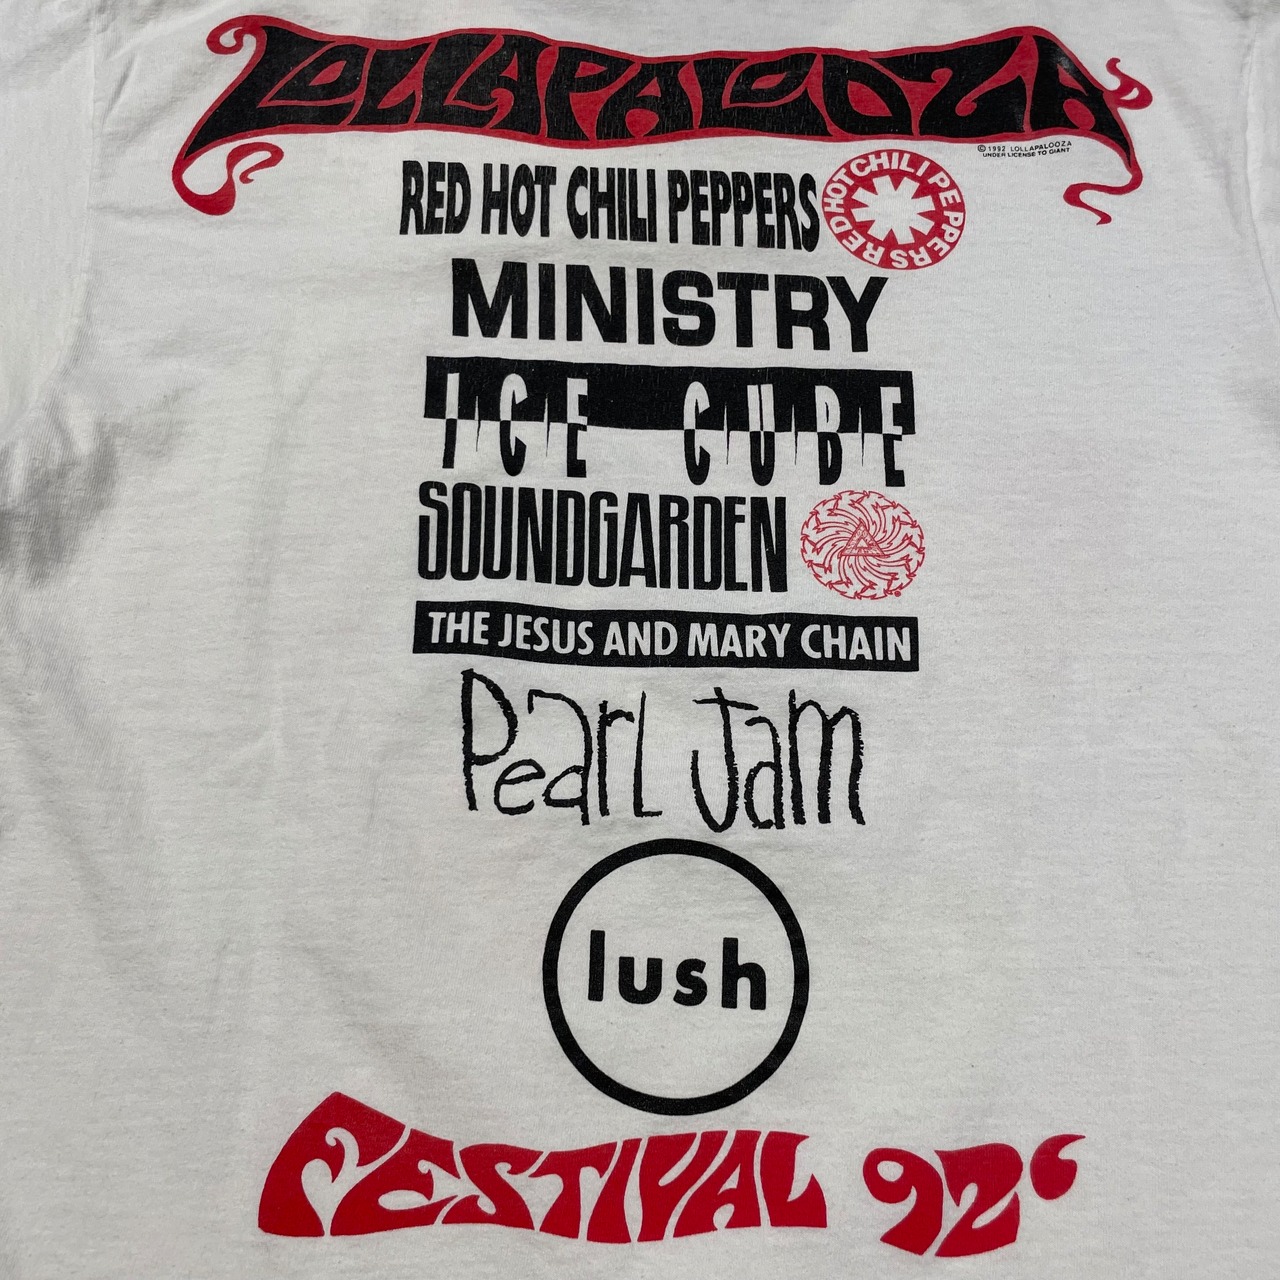 LOLLAPALOOZA
© 1992 LOLLAPALOOZA
UNDER LICENSE TO GIANT
RED HOT CHILI PEPPERS
RED HOT CHILI PEPPERS
MINISTRY
ICE CUBE
SOUNDGARDEN
THE JESUS AND MARY CHAIN
PearL Jam
lush
FESTIVAL 92‘